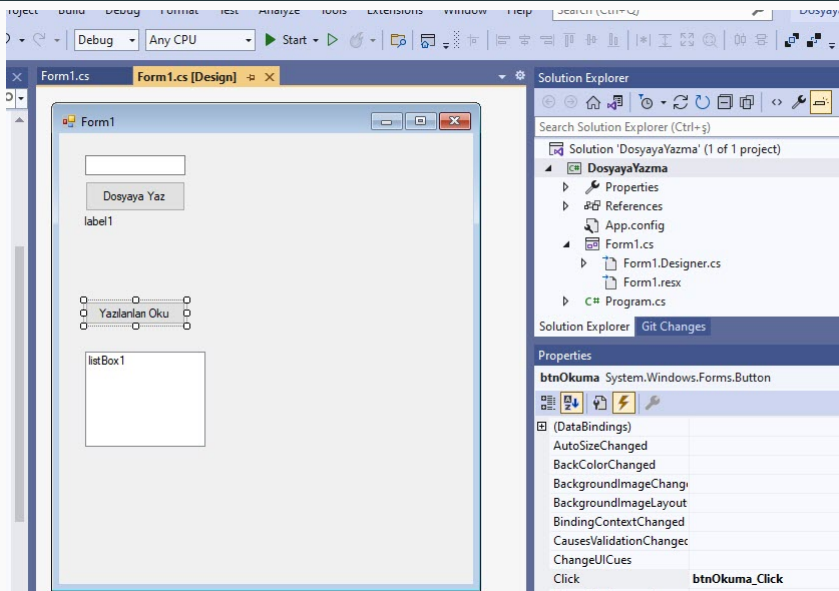 Debug Any CPU Start
Form1.cs Form1.cs [Design]
Form1
Dosyaya Yaz
label1
Yazılanları Oku
listBox1
Solution Explorer
Search Solution Explorer (Ctrl+ş)
Solution 'DosyayaYazma' (1 of 1 project)
DosyayaYazma
Properties
References
App.config
Form1.cs
Form1.Designer.cs
Form1.resx
C# Program.cs
Solution Explorer Git Changes
Properties
btnOkuma System.Windows.Forms.Button
(DataBindings)
AutoSizeChanged
BackColorChanged
BackgroundImageChang
BackgroundImageLayout
BindingContextChanged
CausesValidationChanged
ChangeUICues
Click btnOkuma_Click